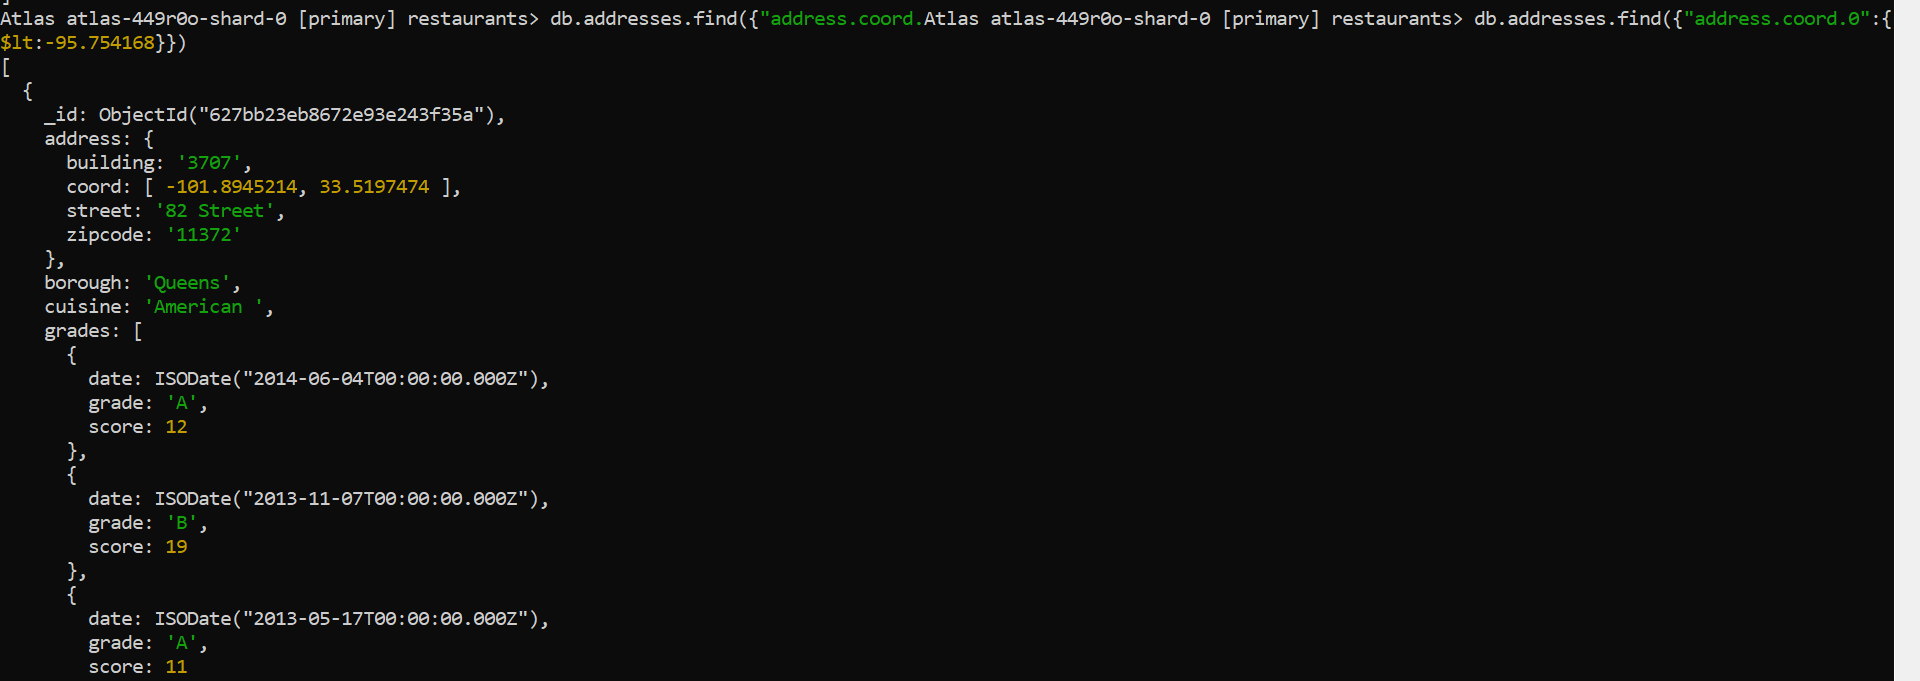 ]
Atlas atlas-449r0o-shard-0 [primary] restaurants> db.addresses.find({"address.coord.Atlas atlas-449r0o-shard-0 [primary] restaurants> db.addresses.find({"address.coord.0":{
$lt:-95.754168}})
[
  {
    _id: ObjectId("627bb23eb8672e93e243f35a"),
    address: {
      building: '3707',
      coord: [ -101.8945214, 33.5197474 ],
      street: '82 Street',
      zipcode: '11372'
    },
    borough: 'Queens',
    cuisine: 'American ',
    grades: [
      {
        date: ISODate("2014-06-04T00:00:00.000Z"),
        grade: 'A',
        score: 12
      },
      {
        date: ISODate("2013-11-07T00:00:00.000Z"),
        grade: 'B',
        score: 19
      },
      {
        date: ISODate("2013-05-17T00:00:00.000Z"),
        grade: 'A',
        score: 11